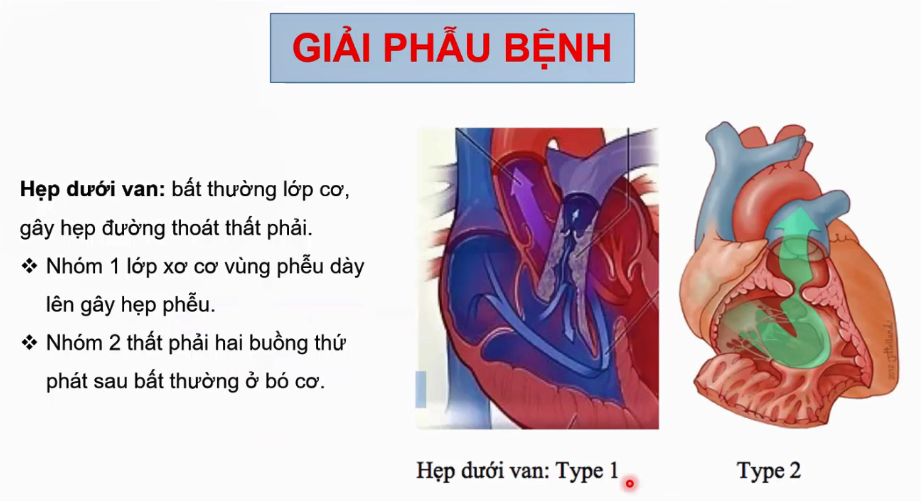 GIẢI PHẪU BỆNH
Hẹp dưới van: bất thường lớp cơ,
gây hẹp đường thoát thất phải.
❖ Nhóm 1 lớp xơ cơ vùng phễu dày
lên gây hẹp phễu.
❖ Nhóm 2 thất phải hai buồng thứ
phát sau bất thường ở bó cơ.
Hẹp dưới van: Type 1
Type 2